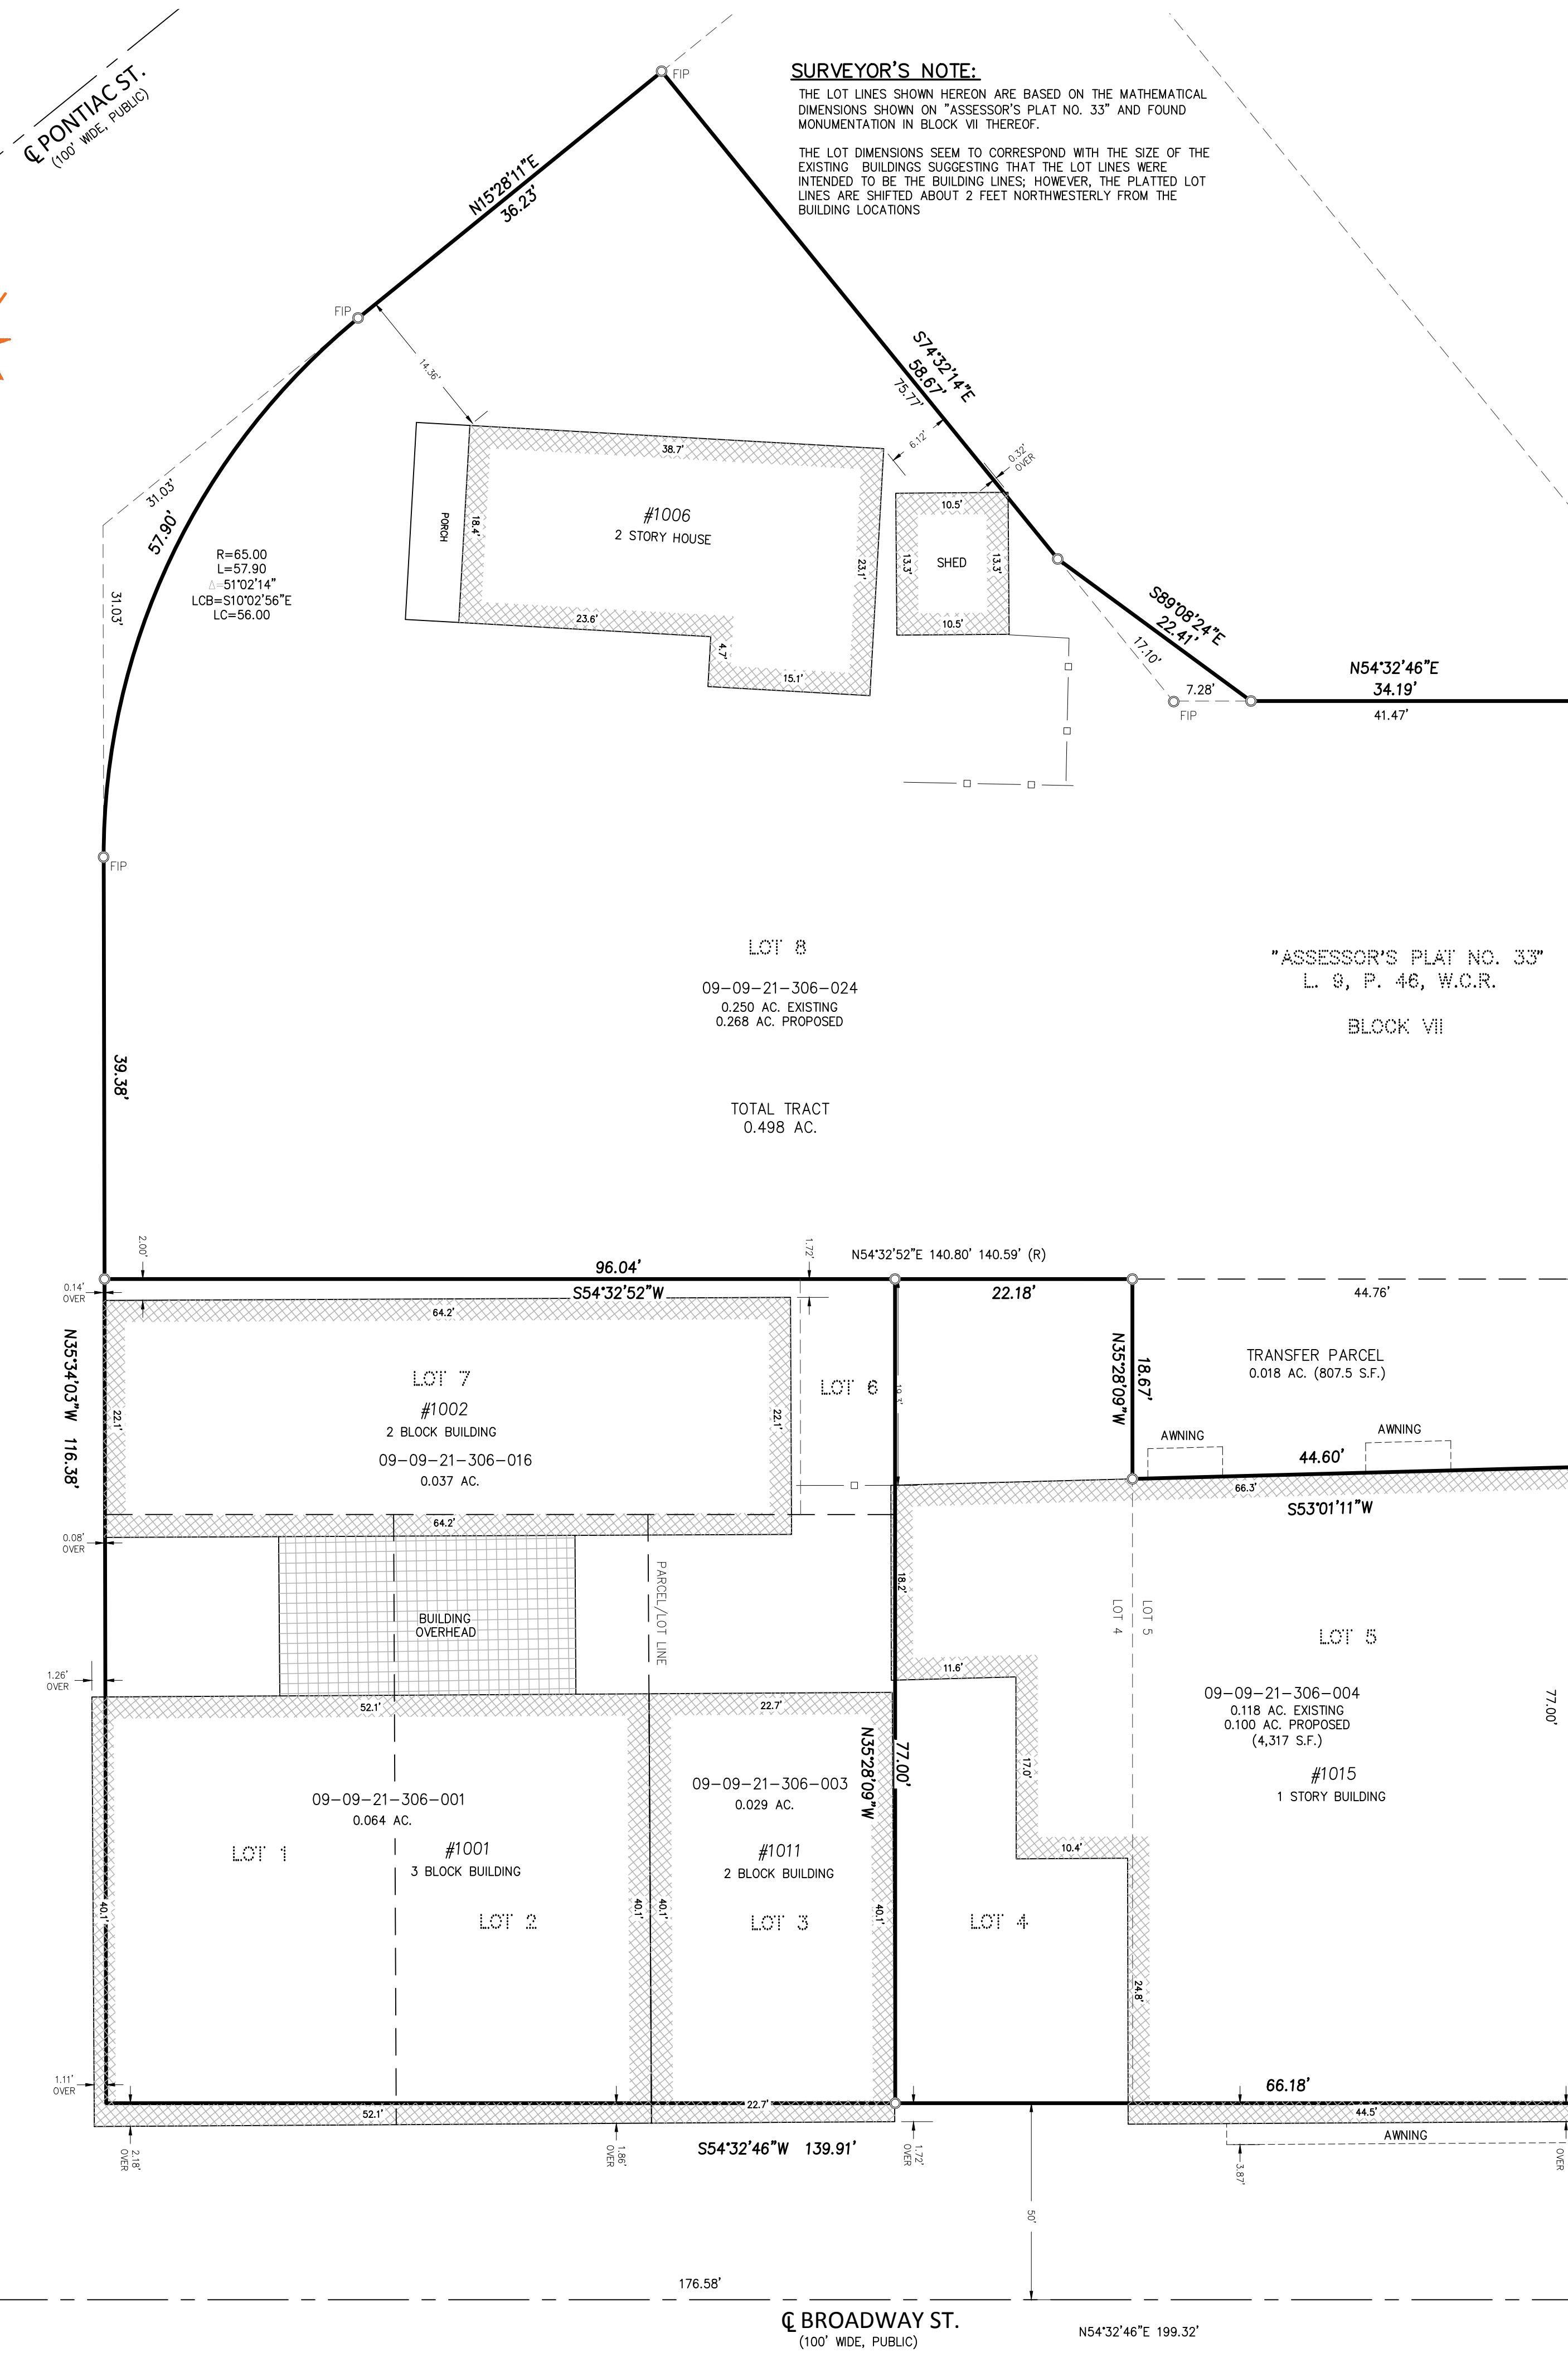 ℄ PONTIAC ST.
(100' WIDE, PUBLIC)
FIP
SURVEYOR'S NOTE:
THE LOT LINES SHOWN HEREON ARE BASED ON THE MATHEMATICAL
DIMENSIONS SHOWN ON "ASSESSOR'S PLAT NO. 33" AND FOUND
MONUMENTATION IN BLOCK VII THEREOF.
THE LOT DIMENSIONS SEEM TO CORRESPOND WITH THE SIZE OF THE
EXISTING BUILDINGS SUGGESTING THAT THE LOT LINES WERE
INTENDED TO BE THE BUILDING LINES; HOWEVER, THE PLATTED LOT
LINES ARE SHIFTED ABOUT 2 FEET NORTHWESTERLY FROM THE
BUILDING LOCATIONS
N15°28'11"E
36.23'
FIP
14.36'
S74°32'14"E
58.67'
75.77'
6.12'
0.32'
OVER
38.7'
#1006
2 STORY HOUSE
PORCH
18.4'
23.1'
23.6'
4.7'
15.1'
10.5'
13.3'
SHED
13.3'
10.5'
31.03'
57.90'
31.03'
R=65.00
L=57.90
Δ=51°02'14"
LCB=S10°02'56"E
LC=56.00
S89°08'24"E
22.41'
17.10'
7.28'
FIP
N54°32'46"E
34.19'
41.47'
FIP
LOT 8
09-09-21-306-024
0.250 AC. EXISTING
0.268 AC. PROPOSED
"ASSESSOR'S PLAT NO. 33"
L. 9, P. 46, W.C.R.
BLOCK VII
39.38'
TOTAL TRACT
0.498 AC.
2.00'
1.72'
N54°32'52"E 140.80' 140.59' (R)
96.04'
S54°32'52"W
22.18'
44.76'
0.14'
OVER
64.2'
N35°34'03"W 116.38'
LOT 7
#1002
2 BLOCK BUILDING
09-09-21-306-016
0.037 AC.
22.1'
22.1'
LOT 6
19.3'
N35°28'09"W
18.67'
TRANSFER PARCEL
0.018 AC. (807.5 S.F.)
AWNING
AWNING
44.60'
66.3'
S53°01'11"W
64.2'
0.08'
OVER
BUILDING
OVERHEAD
PARCEL/LOT LINE
18.2'
LOT 4
LOT 5
LOT 5
11.6'
1.26'
OVER
52.1'
22.7'
09-09-21-306-004
0.118 AC. EXISTING
0.100 AC. PROPOSED
(4,317 S.F.)
77.00'
#1015
1 STORY BUILDING
N35°28'09"W
77.00'
17.0'
09-09-21-306-001
0.064 AC.
09-09-21-306-003
0.029 AC.
LOT 1
#1001
3 BLOCK BUILDING
#1011
2 BLOCK BUILDING
10.4'
40.1'
LOT 2
40.1'
40.1'
LOT 3
40.1'
LOT 4
24.8'
1.11'
OVER
66.18'
52.1'
22.7'
44.5'
AWNING
2.18'
OVER
1.86'
OVER
S54°32'46"W 139.91'
1.72'
OVER
3.87'
OVER
50'
176.58'
℄ BROADWAY ST.
(100' WIDE, PUBLIC)
N54°32'46"E 199.32'